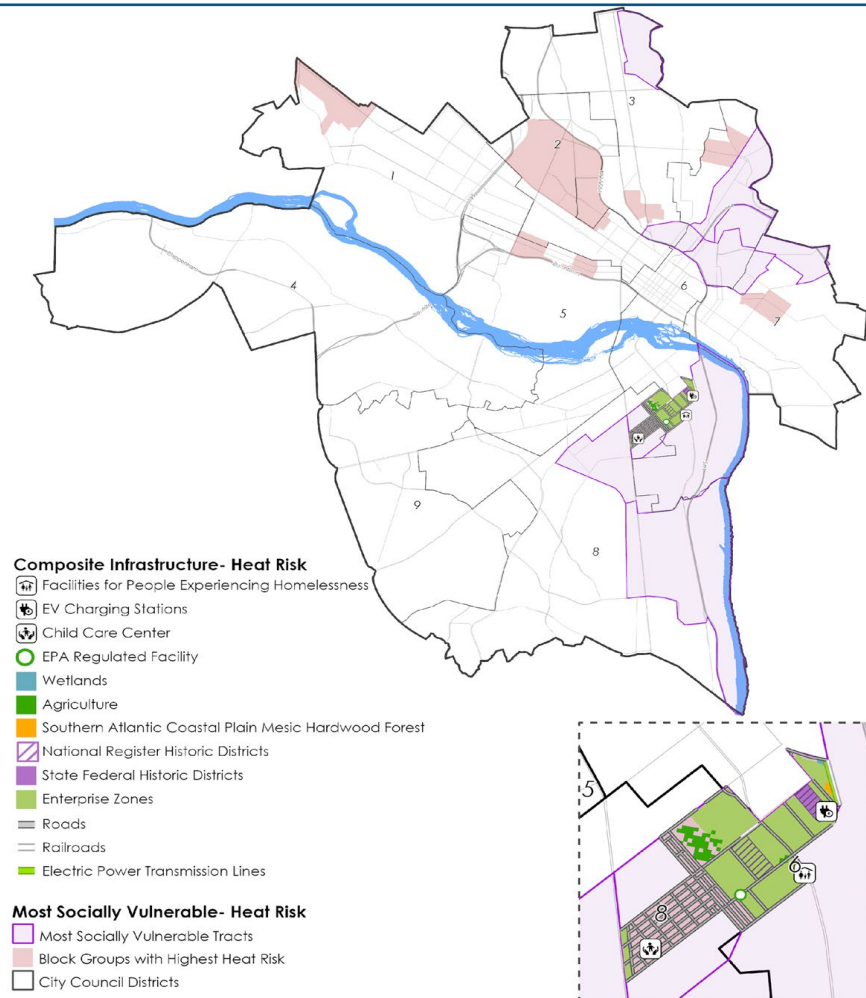 3
2
1
4
6
5
7
9
8
Composite Infrastructure- Heat Risk
Facilities for People Experiencing Homelessness
EV Charging Stations
Child Care Center
EPA Regulated Facility
Wetlands
Agriculture
Southern Atlantic Coastal Plain Mesic Hardwood Forest
National Register Historic Districts
State Federal Historic Districts
Enterprise Zones
Roads
Railroads
Electric Power Transmission Lines
Most Socially Vulnerable- Heat Risk
Most Socially Vulnerable Tracts
Block Groups with Highest Heat Risk
City Council Districts
5
6
8